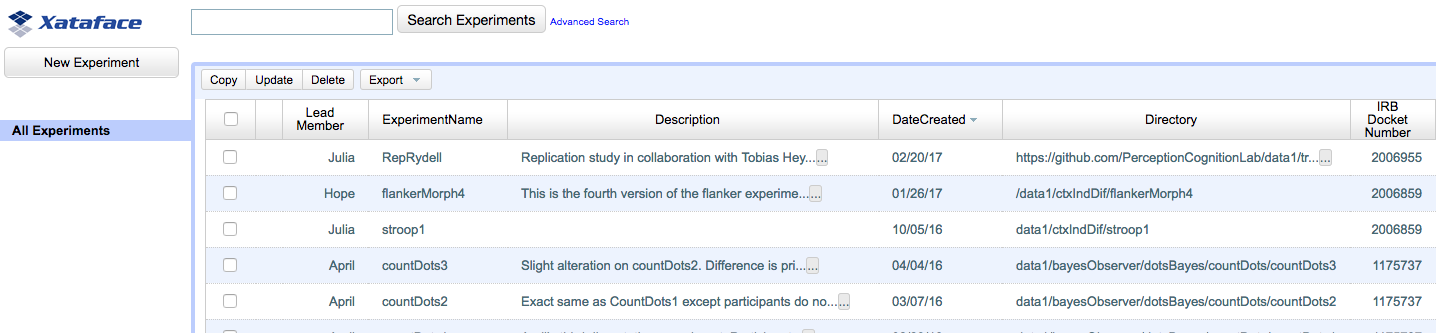 Xataface
Search Experiments Advanced Search
New Experiment
All Experiments
Copy Update Delete Export
Lead Member ExperimentName Description DateCreated Directory IRB Docket Number
Julia RepRydell Replication study in collaboration with Tobias Hey...... 02/20/17 https://github.com/PerceptionCognitionLab/data1/tr...... 2006955
Hope flankerMorph4 This is the fourth version of the flanker experime...... 01/26/17 /data1/ctxIndDif/flankerMorph4 2006859
Julia stroop1 10/05/16 data1/ctxIndDif/stroop1 2006859
April countDots3 Slight alteration on countDots2. Difference is pri...... 04/04/16 data1/bayesObserver/dotsBayes/countDots/countDots3 1175737
April countDots2 Exact same as CountDots1 except participants do no...... 03/07/16 data1/bayesObserver/dotsBayes/countDots/countDots2 1175737